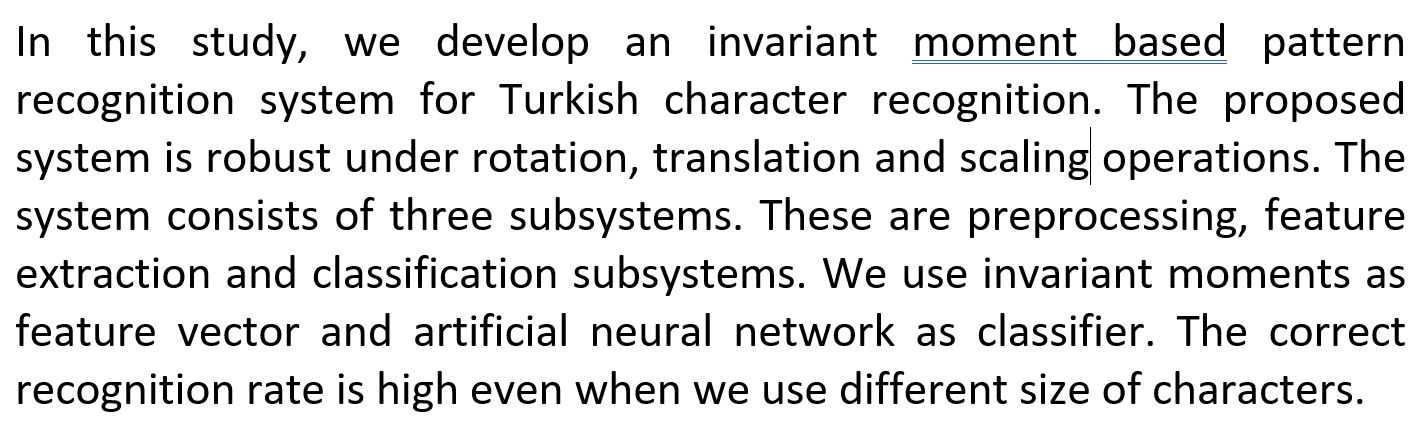 In this study, we develop an invariant moment based pattern
recognition system for Turkish character recognition. The proposed
system is robust under rotation, translation and scaling operations. The
system consists of three subsystems. These are preprocessing, feature
extraction and classification subsystems. We use invariant moments as
feature vector and artificial neural network as classifier. The correct
recognition rate is high even when we use different size of characters.